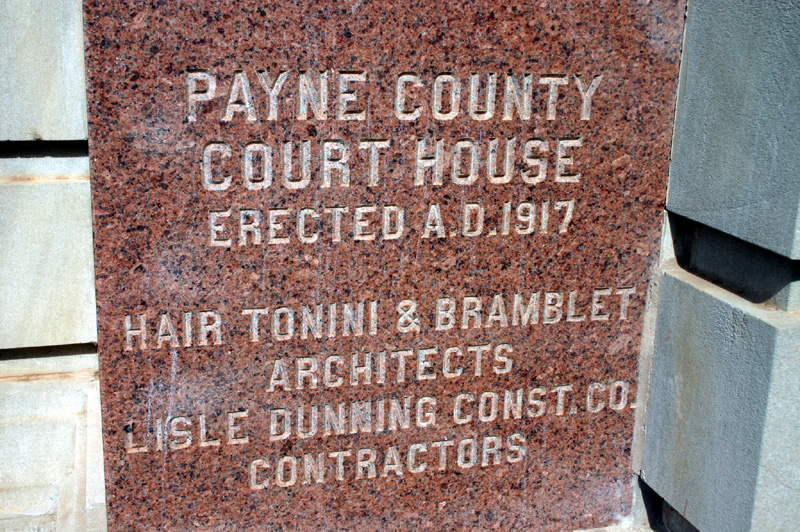 PAYNE COUNTY
COURT HOUSE
ERECTED A.D.1917
HAIR TONINI & BRAMBLET
ARCHITECTS
LISLE DUNNING CONST. CO.
CONTRACTORS